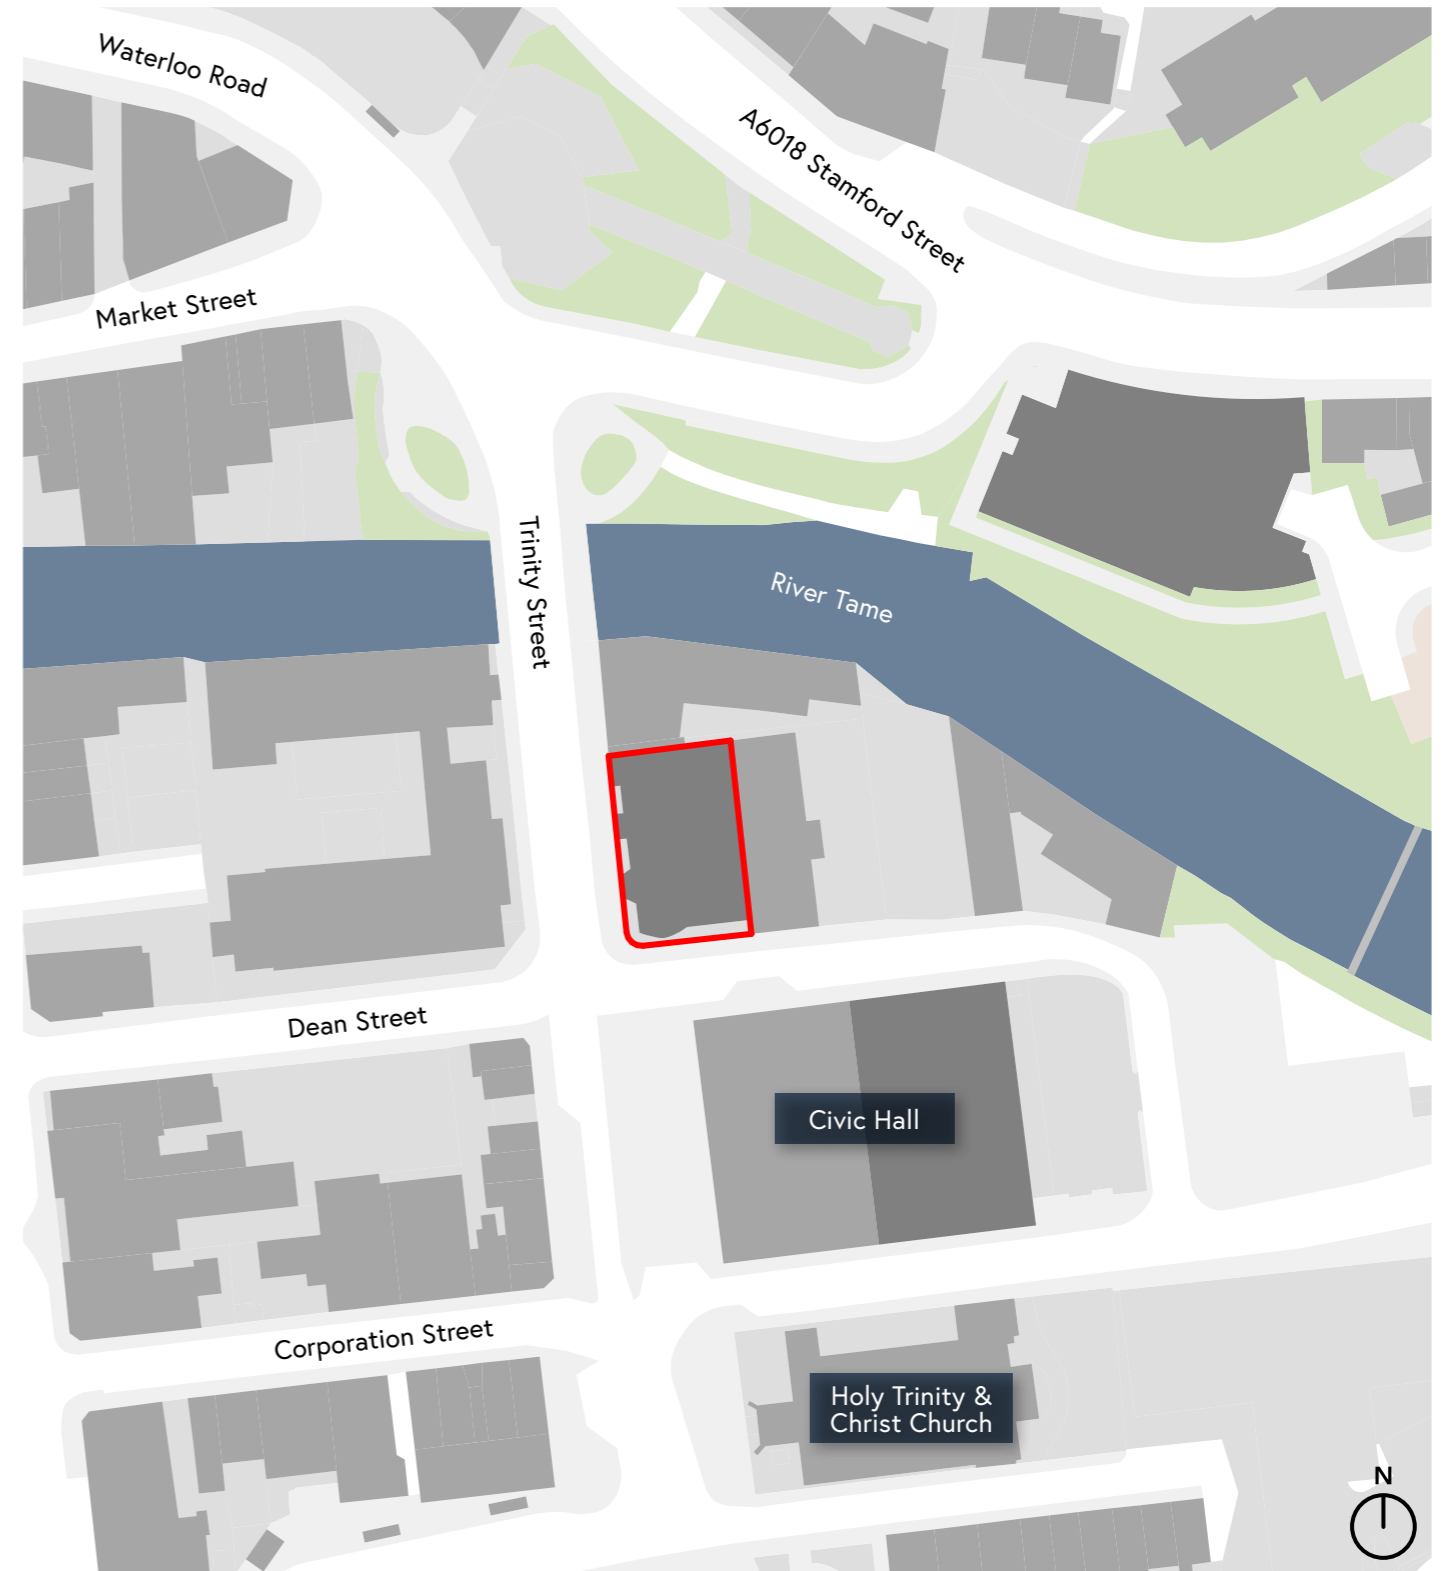 Waterloo Road
A6018 Stamford Street
Market Street
Trinity Street
River Tame
Dean Street
Civic Hall
Corporation Street
Holy Trinity &
Christ Church
N